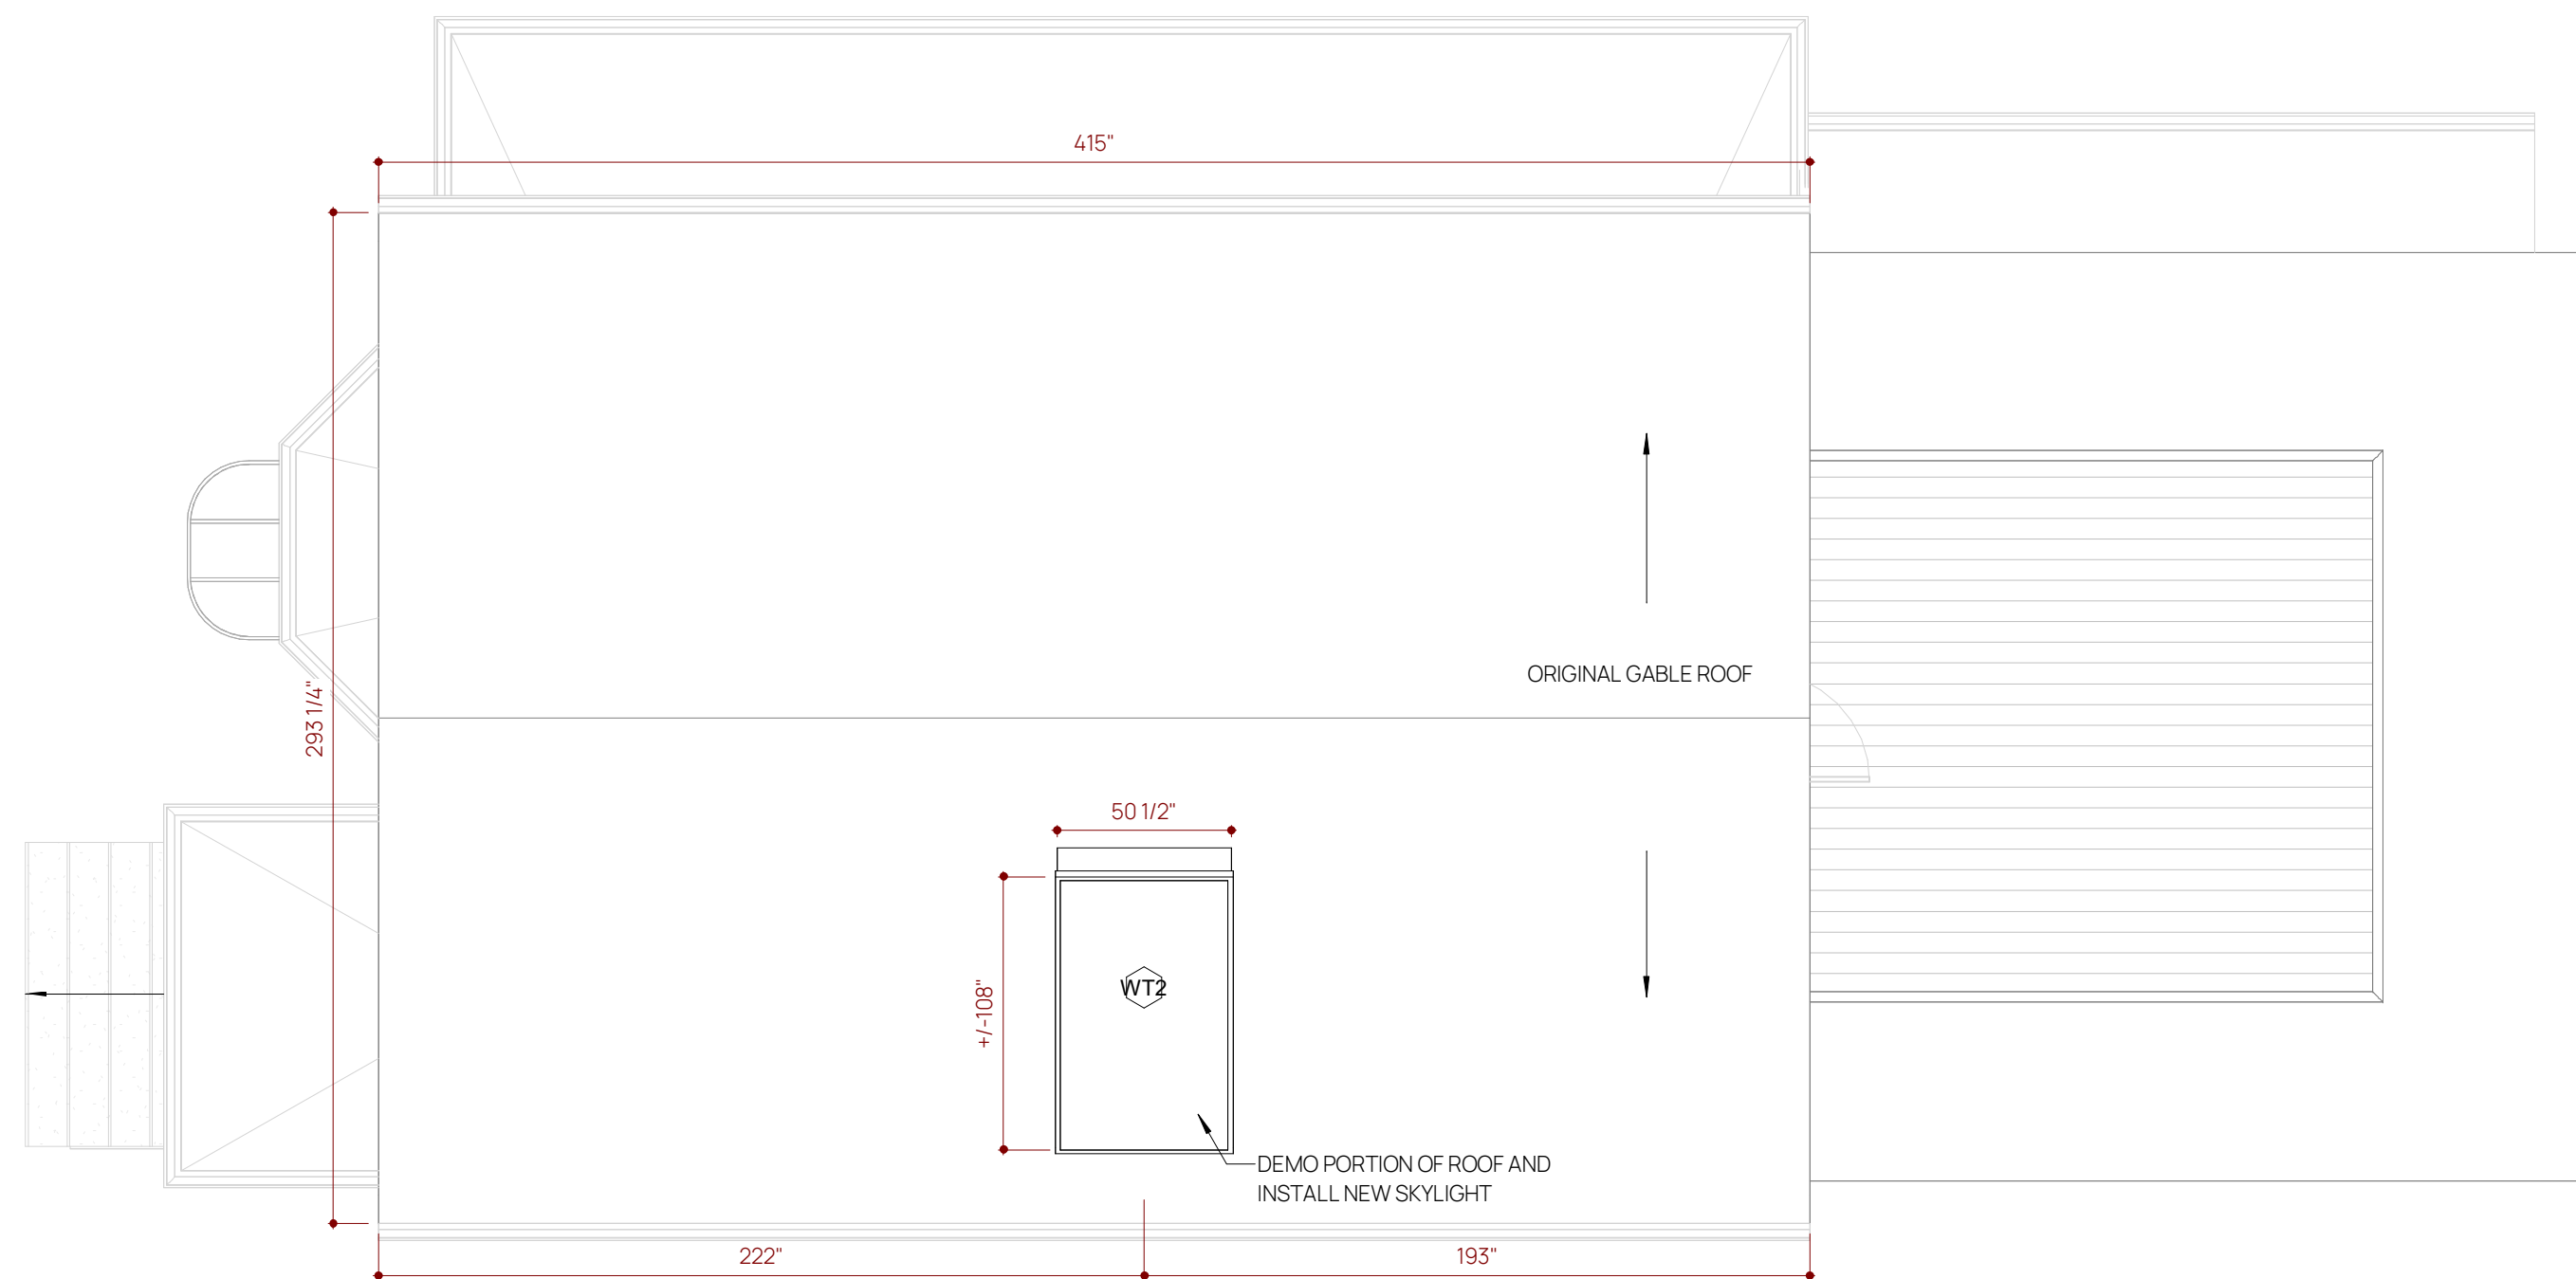 415"
293 1/4"
ORIGINAL GABLE ROOF
50 1/2"
+/-108"
WT2
DEMO PORTION OF ROOF AND
INSTALL NEW SKYLIGHT
222"
193"